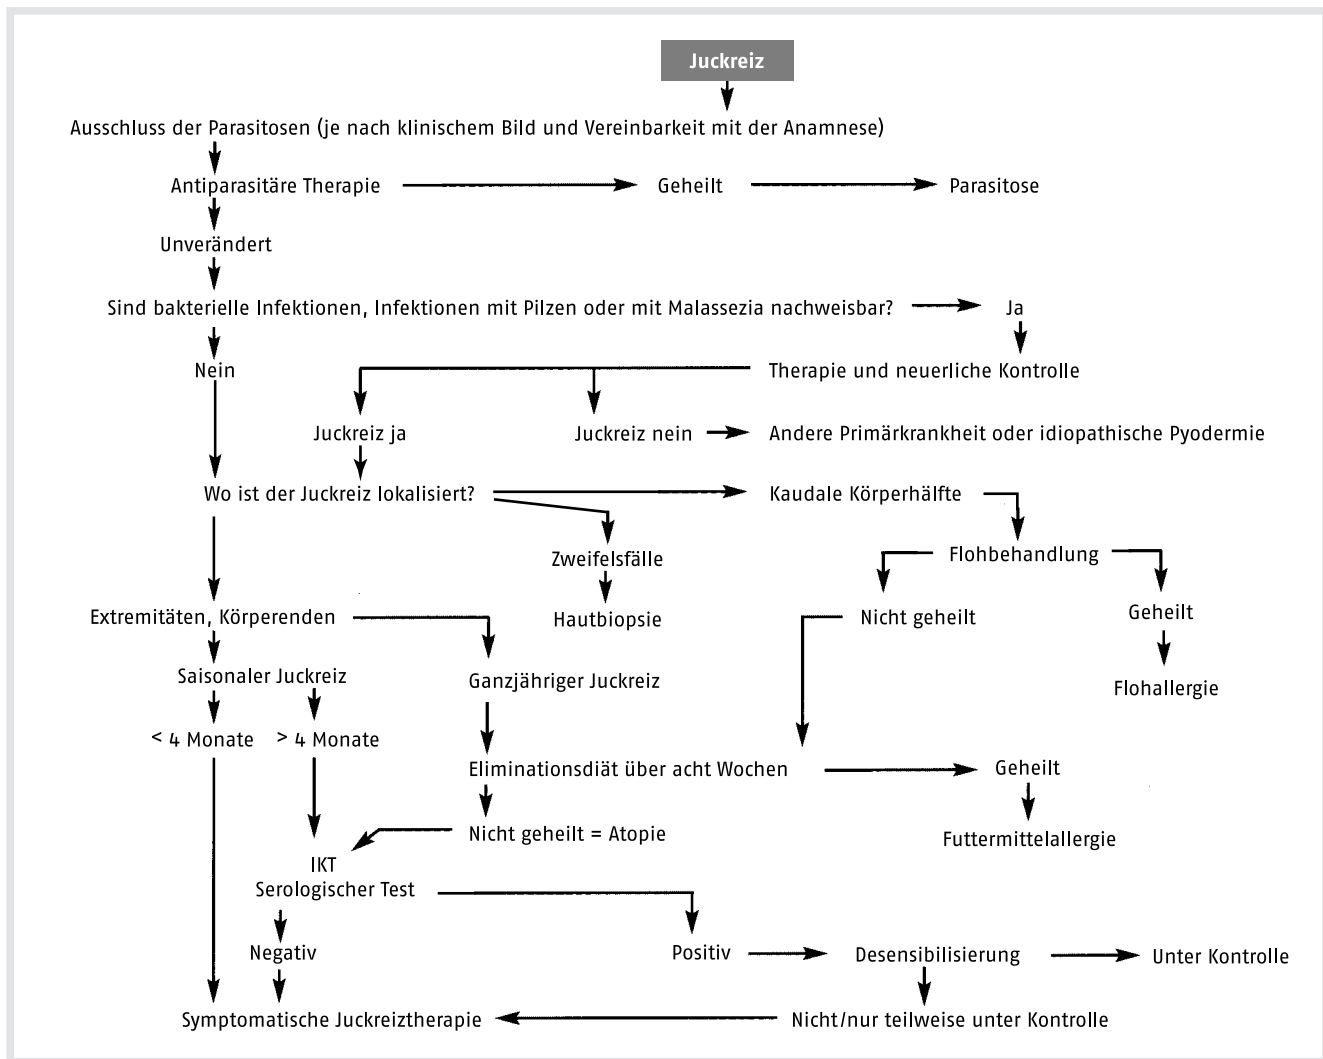 Juckreiz
Ausschluss der Parasitosen (je nach klinischem Bild und Vereinbarkeit mit der Anamnese)
Antiparasitäre Therapie
Geheilt
Parasitose
Unverändert
Sind bakterielle Infektionen, Infektionen mit Pilzen oder mit Malassezia nachweisbar?
Ja
Nein
Therapie und neuerliche Kontrolle
Juckreiz ja
Juckreiz nein
Andere Primärkrankheit oder idiopathische Pyodermie
Wo ist der Juckreiz lokalisiert?
Kaudale Körperhälfte
Zweifelsfälle
Flohbehandlung
Extremitäten, Körperenden
Hautbiopsie
Nicht geheilt
Geheilt
Saisonaler Juckreiz
Ganzjähriger Juckreiz
Flohallergie
< 4 Monate
> 4 Monate
Eliminationsdiät über acht Wochen
Geheilt
Nicht geheilt = Atopie
Futtermittelallergie
IKT
Serologischer Test
Negativ
Positiv
Desensibilisierung
Unter Kontrolle
Symptomatische Juckreiztherapie
Nicht/nur teilweise unter Kontrolle